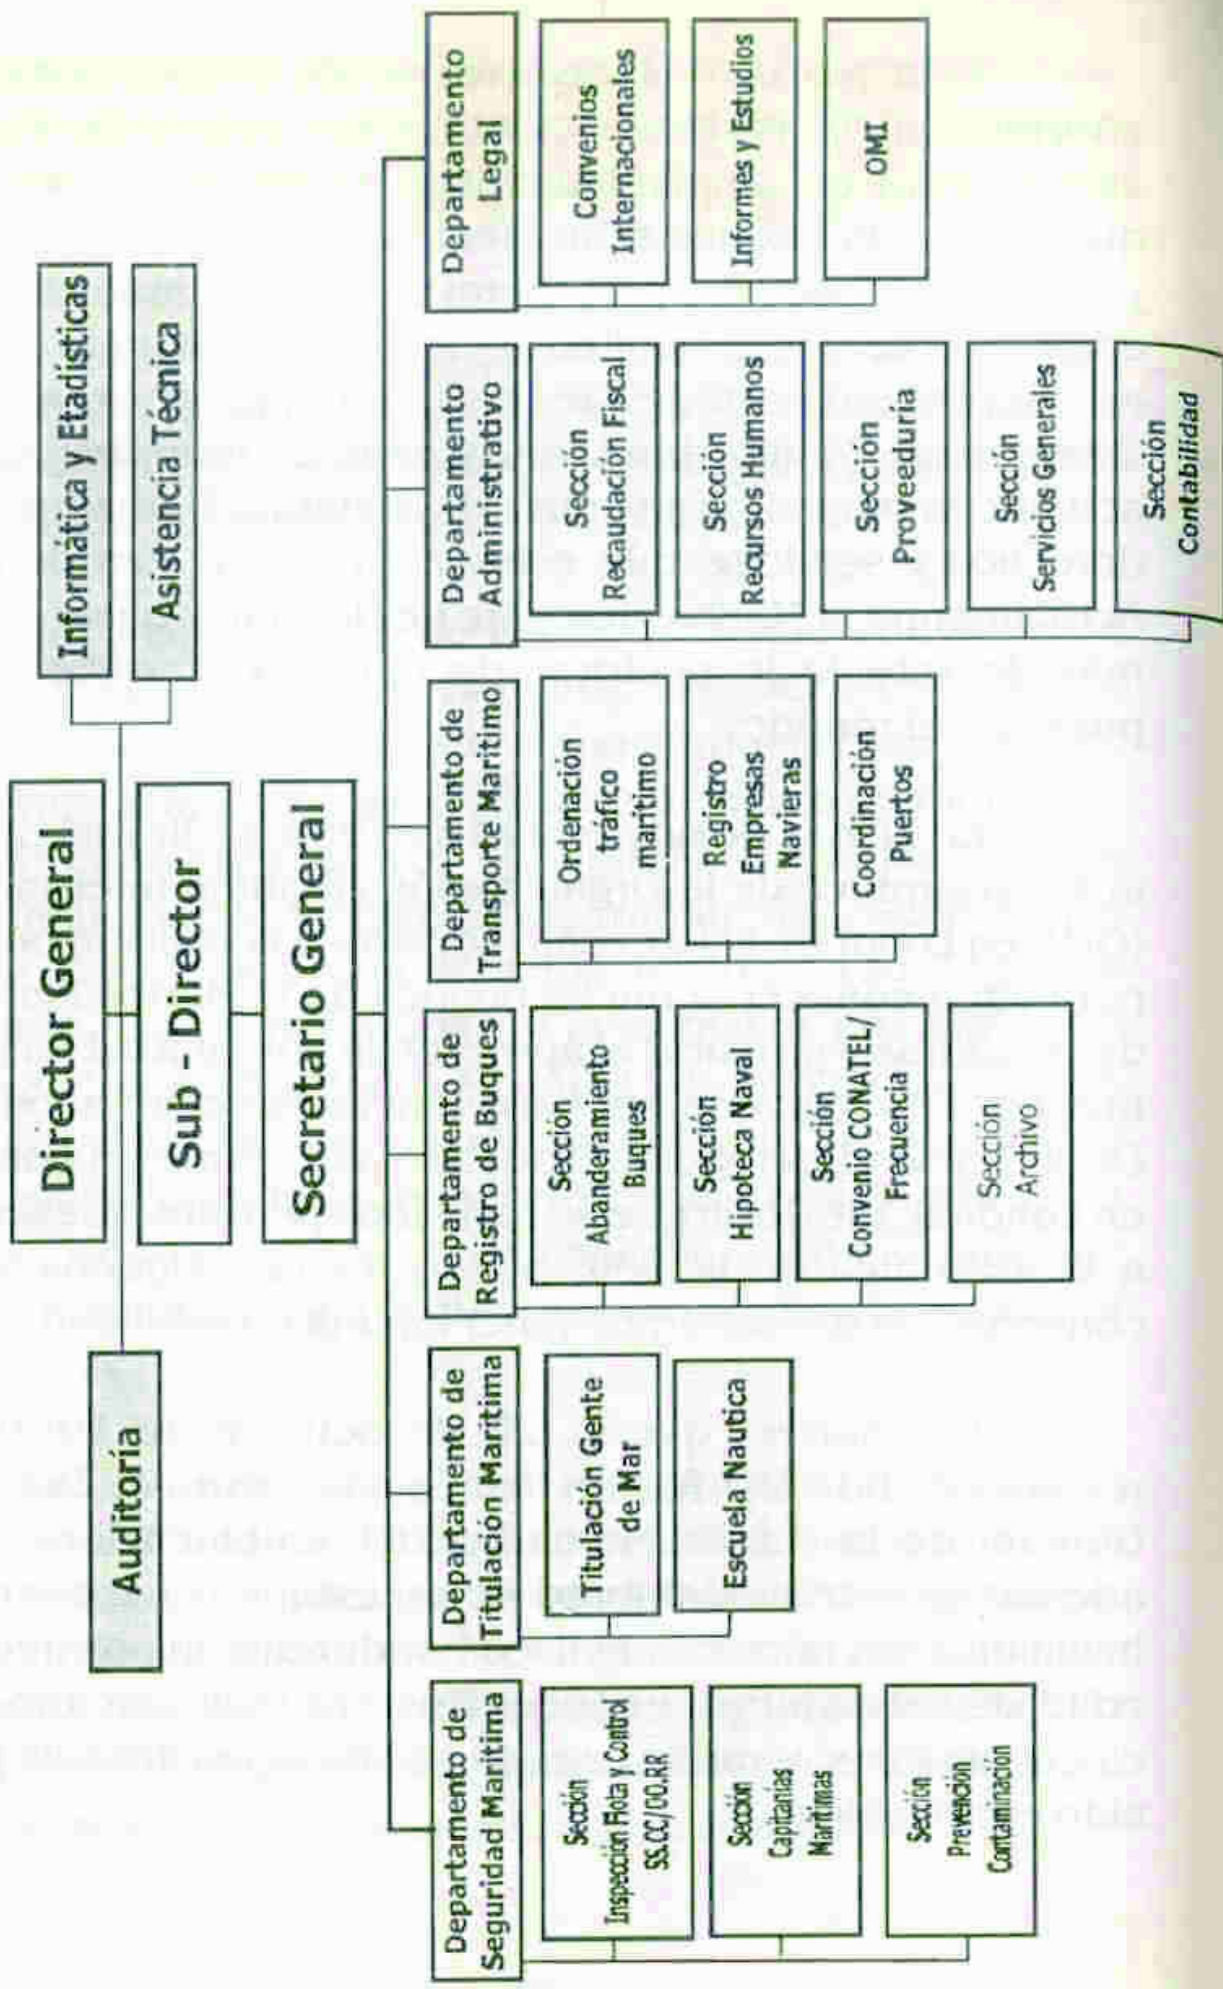 Director General
Sub - Director
Secretario General
Auditoría
Informática y Etadísticas
Asistencia Técnica
Departamento de
Seguridad Marítima
Sección
Inspección Flota y Control
SS.CC/OO.RR
Sección
Capitanías
Marítimas
Sección
Prevención
Contaminacion
Departamento de
Titulación Marítima
Titulación Gente
de Mar
Escuela Nautica
Departamento de
Registro de Buques
Sección
Abanderamiento
Buques
Sección
Hipoteca Naval
Sección
Convenio CONATEL/
Frecuencia
Sección
Archivo
Departamento de
Transporte Maritimo
Ordenación
tráfico
marítimo
Registro
Empresas
Navieras
Coordinación
Puertos
Departamento
Administrativo
Sección
Recaudación Fiscal
Sección
Recursos Humanos
Sección
Proveeduría
Sección
Servicios Generales
Sección
Contabilidad
Departamento
Legal
Convenios
Internacionales
Informes y Estudios
OMI